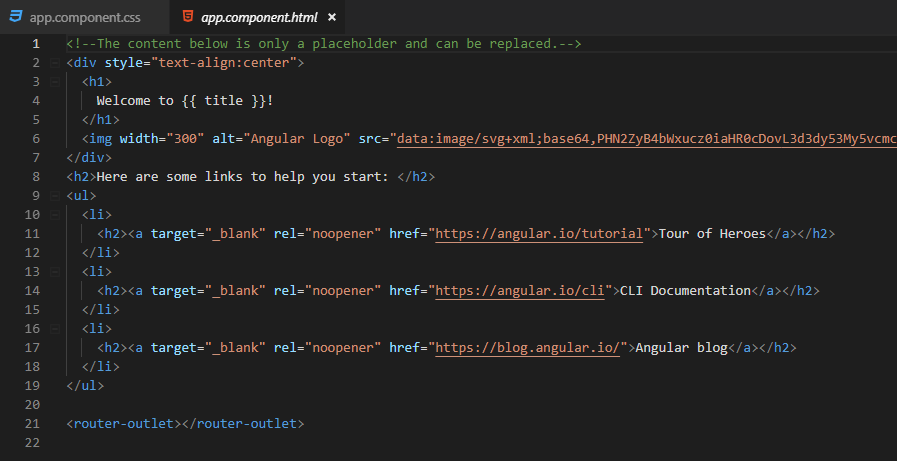 app.component.css
app.component.html ×
1 <!--The content below is only a placeholder and can be replaced.-->
2 <div style="text-align:center">
3 <h1>
4 Welcome to {{ title }}!
5 </h1>
6 <img width="300" alt="Angular Logo" src="data:image/svg+xml;base64,PHN2ZyB4bWxucz0iaHR0cDovL3d3dy53My5vcmc
7 </div>
8 <h2>Here are some links to help you start: </h2>
9 <ul>
10 <li>
11 <h2><a target="_blank" rel="noopener" href="https://angular.io/tutorial">Tour of Heroes</a></h2>
12 </li>
13 <li>
14 <h2><a target="_blank" rel="noopener" href="https://angular.io/cli">CLI Documentation</a></h2>
15 </li>
16 <li>
17 <h2><a target="_blank" rel="noopener" href="https://blog.angular.io/">Angular blog</a></h2>
18 </li>
19 </ul>
20
21 <router-outlet></router-outlet>
22